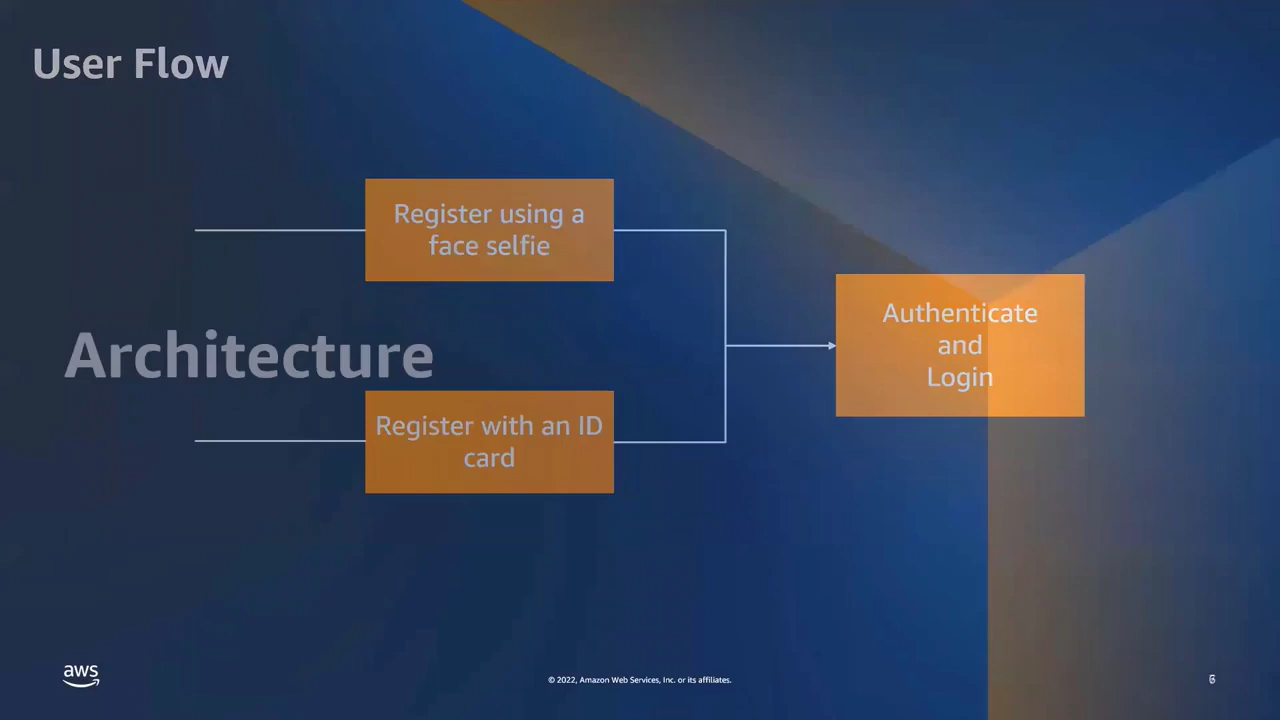 User Flow
Register using a
face selfie
Authenticate
and
Login
Architecture
Register with an ID
card
aws
© 2022, Amazon Web Services, Inc. or its affiliates.